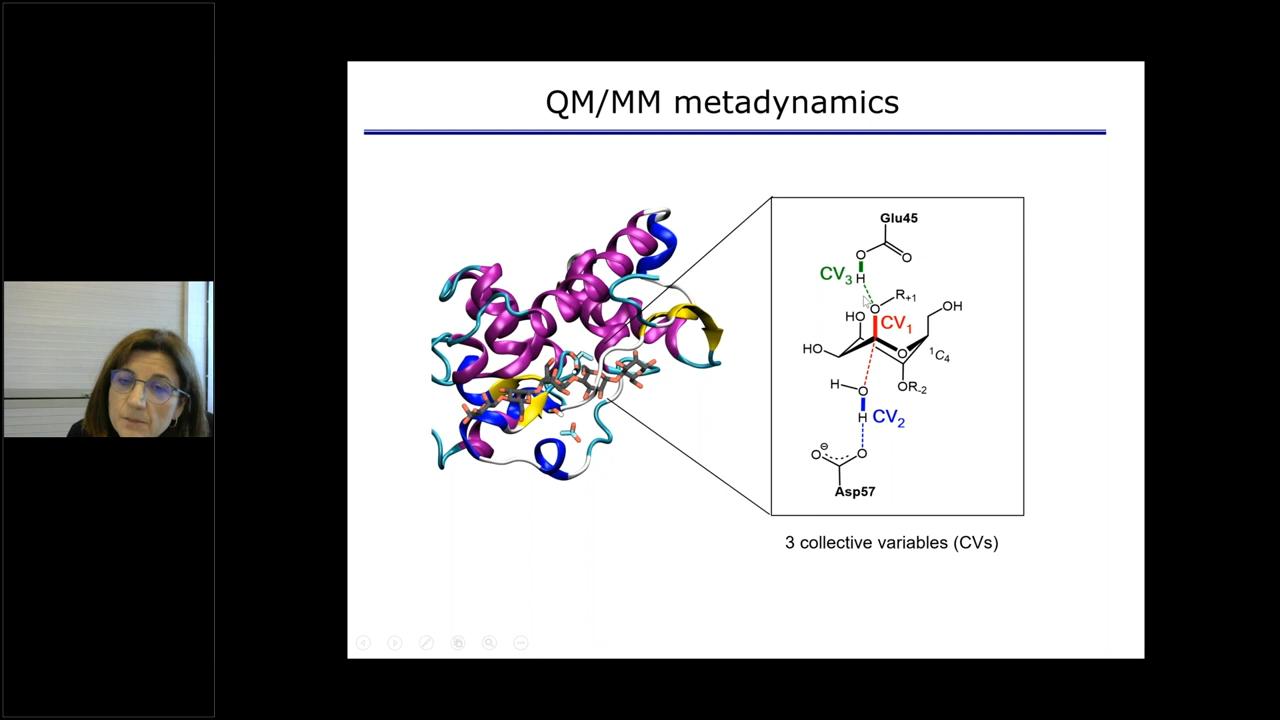 QM/MM metadynamics
Glu45
O
O
CV3
H
O
R+1
HO
CV1
OH
HO
O
1C4
OR-2
H
O
H
CV2
O
⊖
O
Asp57
3 collective variables (CVs)